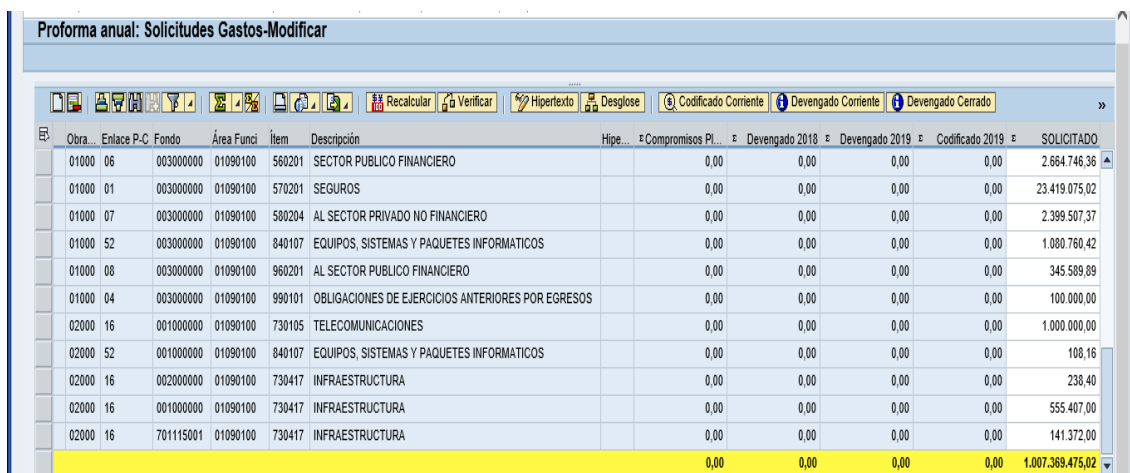 Proforma anual: Solicitudes Gastos-Modificar
Recalcular Verificar Hipertexto Desglose Codificado Corriente Devengado Corriente Devengado Cerrado »
Obra... Enlace P-C Fondo Área Funci Ítem Descripción Hipe... Σ Compromisos Pl... Σ Devengado 2018 Σ Devengado 2019 Σ Codificado 2019 Σ SOLICITADO
01000 06 003000000 01090100 560201 SECTOR PUBLICO FINANCIERO 0,00 0,00 0,00 0,00 2.664.746,36
01000 01 003000000 01090100 570201 SEGUROS 0,00 0,00 0,00 0,00 23.419.075,02
01000 07 003000000 01090100 580204 AL SECTOR PRIVADO NO FINANCIERO 0,00 0,00 0,00 0,00 2.399.507,37
01000 52 003000000 01090100 840107 EQUIPOS, SISTEMAS Y PAQUETES INFORMATICOS 0,00 0,00 0,00 0,00 1.080.760,42
01000 08 003000000 01090100 960201 AL SECTOR PUBLICO FINANCIERO 0,00 0,00 0,00 0,00 345.589,89
01000 04 003000000 01090100 990101 OBLIGACIONES DE EJERCICIOS ANTERIORES POR EGRESOS 0,00 0,00 0,00 0,00 100.000,00
02000 16 001000000 01090100 730105 TELECOMUNICACIONES 0,00 0,00 0,00 0,00 1.000.000,00
02000 52 001000000 01090100 840107 EQUIPOS, SISTEMAS Y PAQUETES INFORMATICOS 0,00 0,00 0,00 0,00 108,16
02000 16 002000000 01090100 730417 INFRAESTRUCTURA 0,00 0,00 0,00 0,00 238,40
02000 16 001000000 01090100 730417 INFRAESTRUCTURA 0,00 0,00 0,00 0,00 555.407,00
02000 16 701115001 01090100 730417 INFRAESTRUCTURA 0,00 0,00 0,00 0,00 141.372,00
0,00 0,00 0,00 0,00 1.007.369.475,02